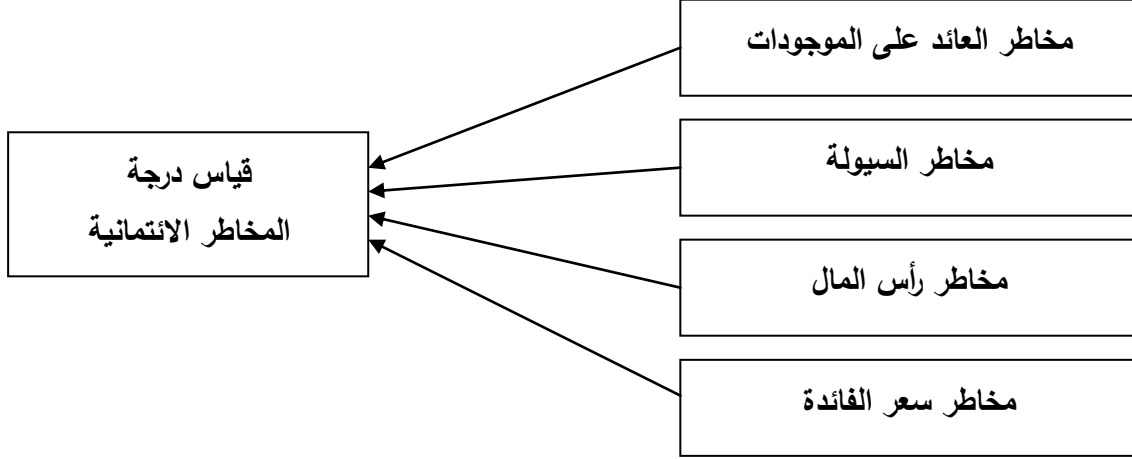 مخاطر العائد على الموجودات
مخاطر السيولة
مخاطر رأس المال
مخاطر سعر الفائدة
قياس درجة
المخاطر الائتمانية